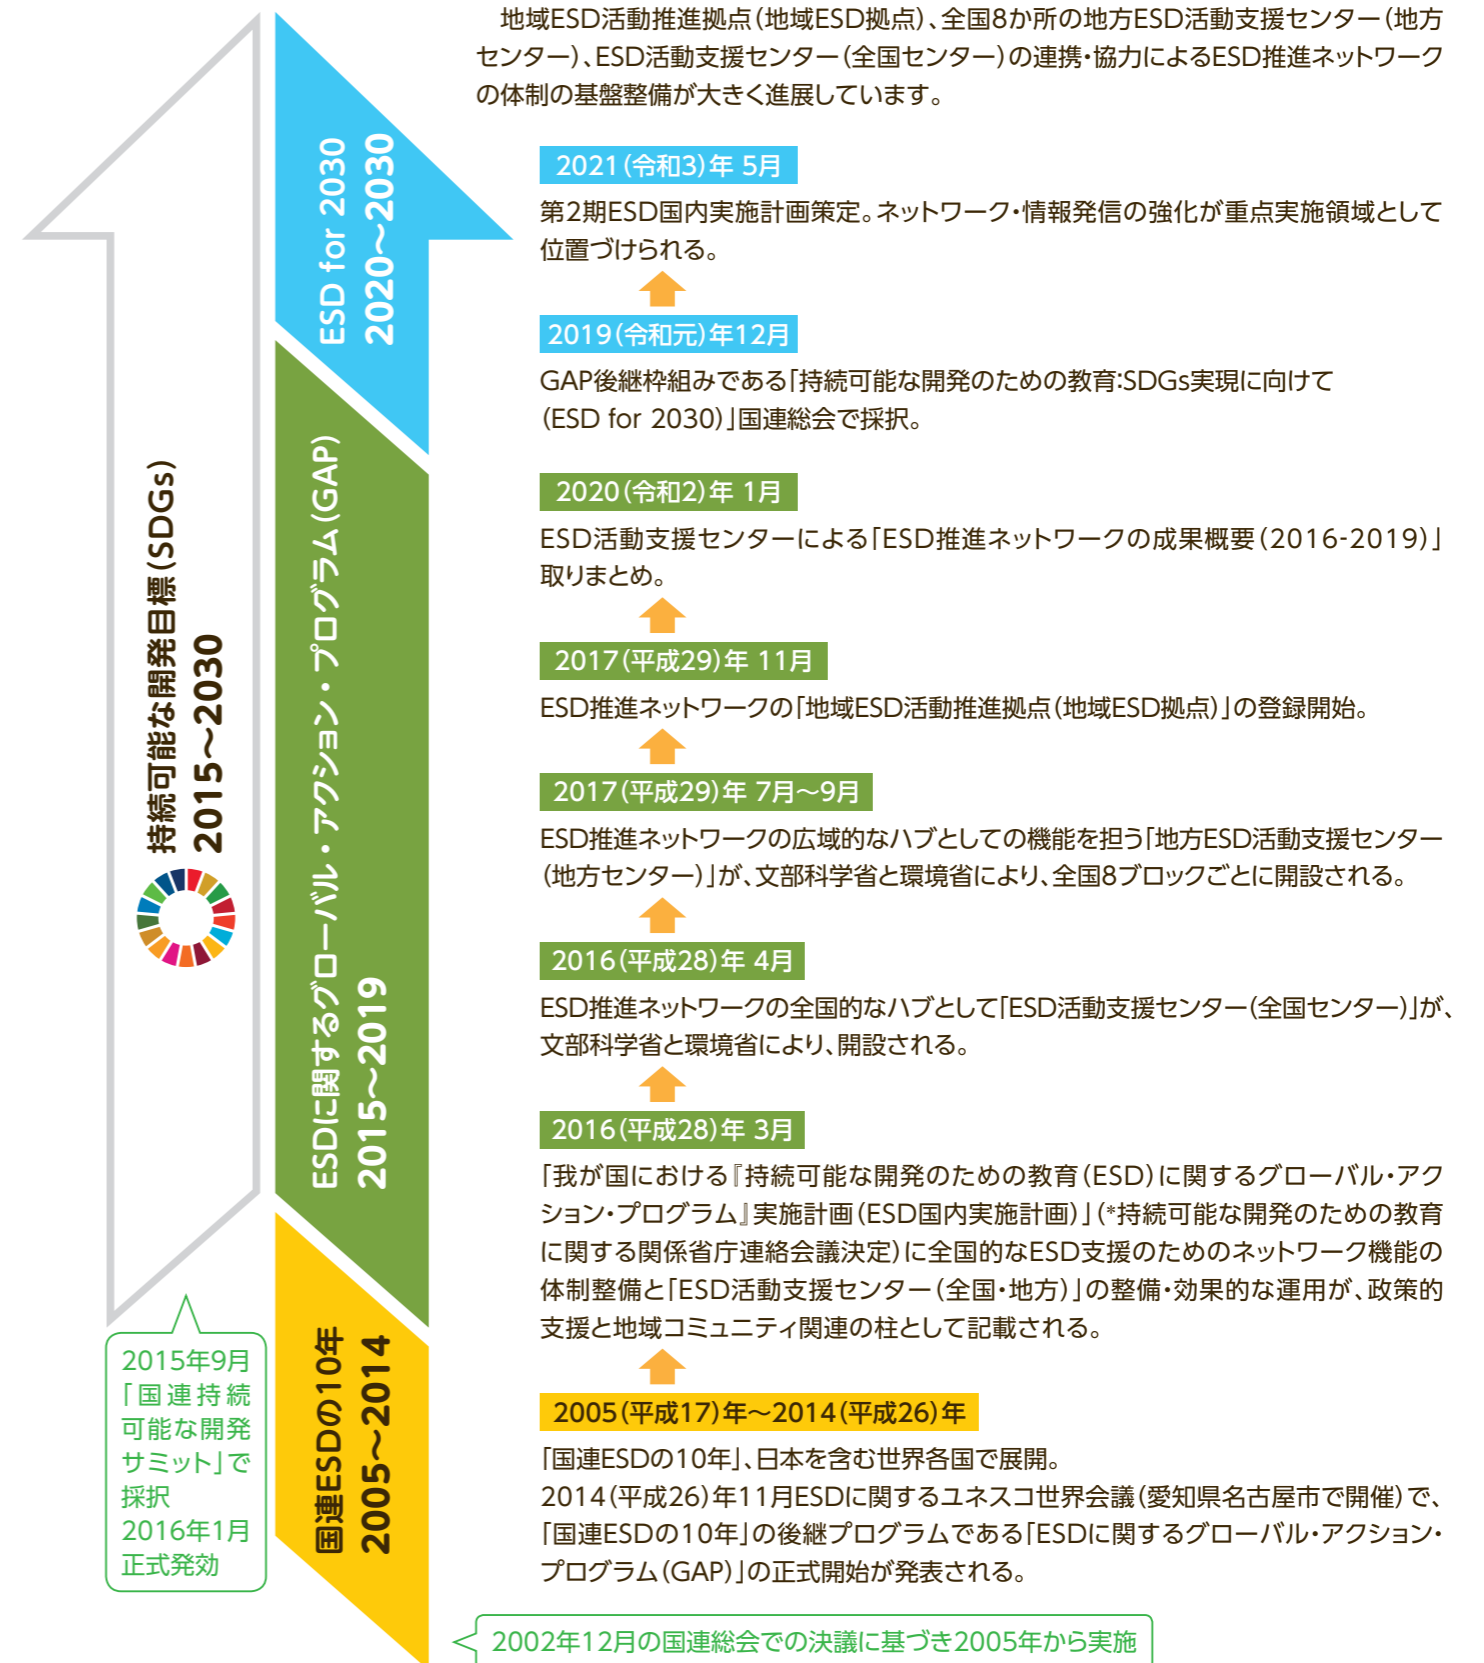 地域ESD活動推進拠点(地域ESD拠点)、全国8か所の地方ESD活動支援センター(地方
センター)、ESD活動支援センター(全国センター)の連携・協力によるESD推進ネットワーク
の体制の基盤整備が大きく進展しています。
2021(令和3)年 5月
第2期ESD国内実施計画策定。ネットワーク・情報発信の強化が重点実施領域として
位置づけられる。
2019(令和元)年12月
GAP後継枠組みである「持続可能な開発のための教育:SDGs実現に向けて
(ESD for 2030)」国連総会で採択。
2020(令和2)年 1月
ESD活動支援センターによる「ESD推進ネットワークの成果概要(2016-2019)」
取りまとめ。
2017(平成29)年 11月
ESD推進ネットワークの「地域ESD活動推進拠点(地域ESD拠点)」の登録開始。
2017(平成29)年 7月〜9月
ESD推進ネットワークの広域的なハブとしての機能を担う「地方ESD活動支援センター
(地方センター)」が、文部科学省と環境省により、全国8ブロックごとに開設される。
2016(平成28)年 4月
ESD推進ネットワークの全国的なハブとして「ESD活動支援センター(全国センター)」が、
文部科学省と環境省により、開設される。
2016(平成28)年 3月
「我が国における『持続可能な開発のための教育(ESD)に関するグローバル・アク
ション・プログラム』実施計画(ESD国内実施計画)」(*持続可能な開発のための教育
に関する関係省庁連絡会議決定)に全国的なESD支援のためのネットワーク機能の
体制整備と「ESD活動支援センター(全国・地方)」の整備・効果的な運用が、政策的
支援と地域コミュニティ関連の柱として記載される。
2005(平成17)年〜2014(平成26)年
「国連ESDの10年」、日本を含む世界各国で展開。
2014(平成26)年11月ESDに関するユネスコ世界会議(愛知県名古屋市で開催)で、
「国連ESDの10年」の後継プログラムである「ESDに関するグローバル・アクション・
プログラム(GAP)」の正式開始が発表される。
2002年12月の国連総会での決議に基づき2005年から実施
ESD for 2030
2020〜2030
ESDに関するグローバル・アクション・プログラム(GAP)
2015〜2019
国連ESDの10年
2005〜2014
持続可能な開発目標(SDGs)
2015〜2030
2015年9月
「国連持続
可能な開発
サミット」で
採択
2016年1月
正式発効